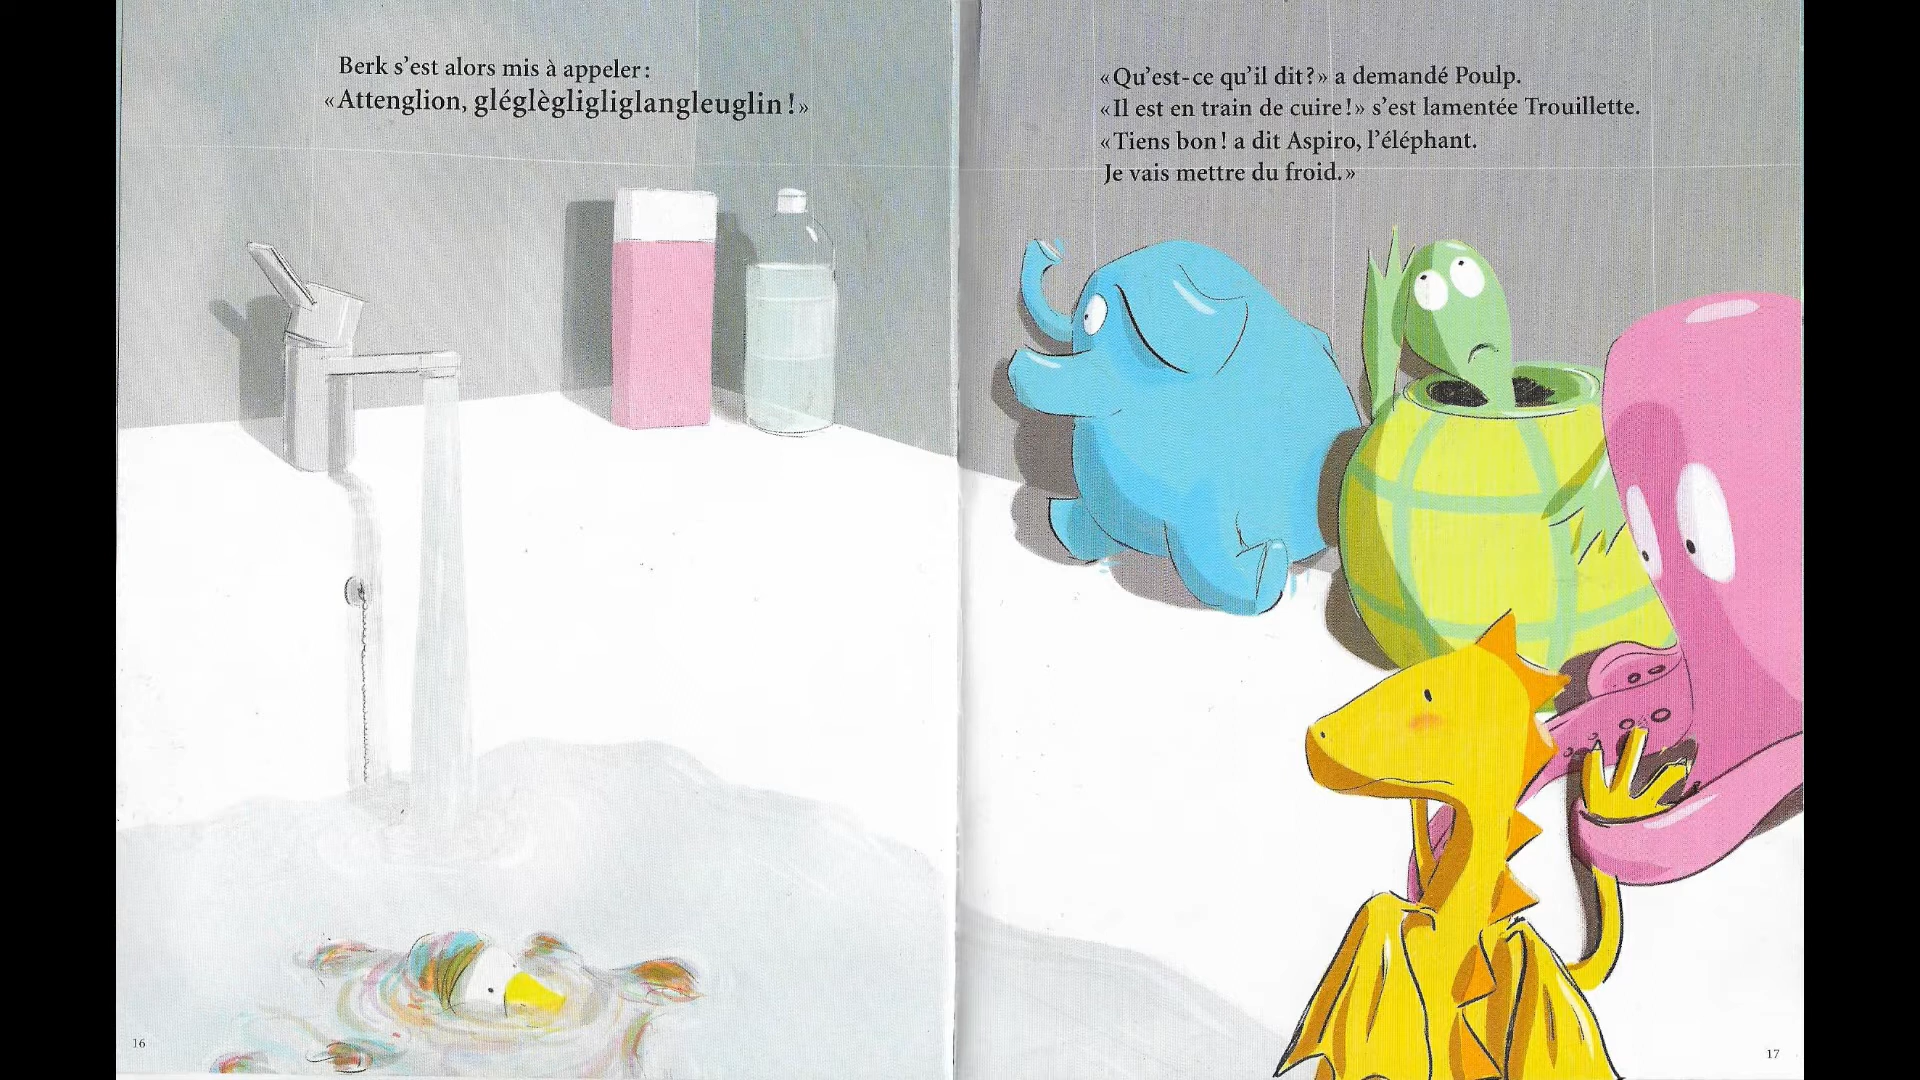 Berk s'est alors mis à appeler :
« Attenglion, gléglègligliglangleuglin ! »
16
« Qu'est-ce qu'il dit ? » a demandé Poulp.
« Il est en train de cuire ! » s'est lamentée Trouillette.
« Tiens bon ! a dit Aspiro, l'éléphant.
Je vais mettre du froid. »
17